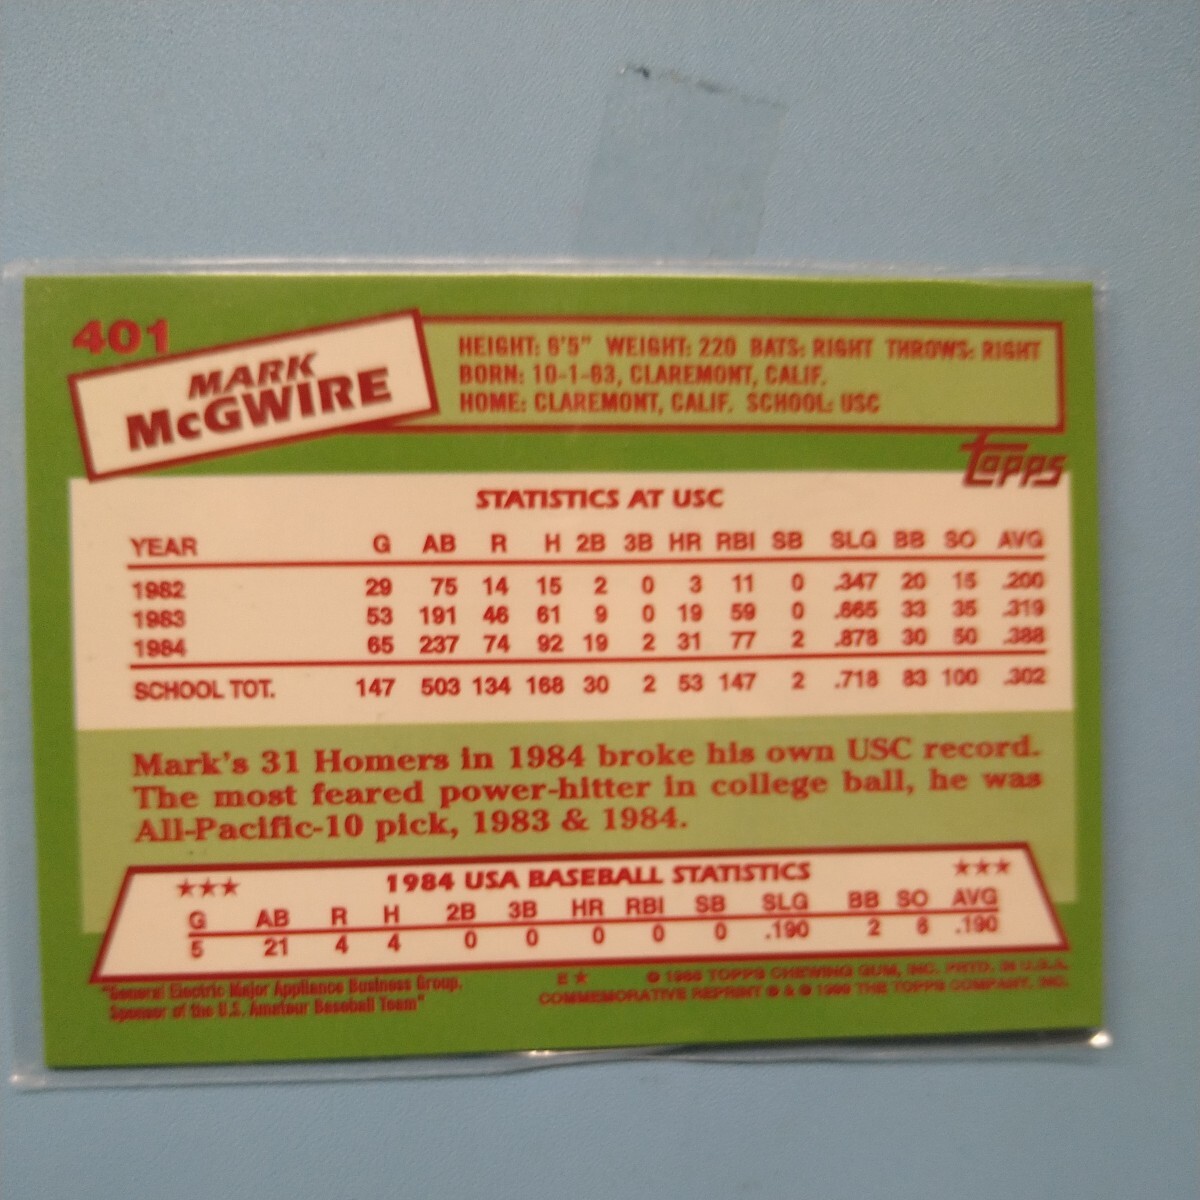 401
MARK
McGWIRE
HEIGHT: 6'5" WEIGHT: 220 BATS: RIGHT THROWS: RIGHT
BORN: 10-1-63, CLAREMONT, CALIF.
HOME: CLAREMONT, CALIF. SCHOOL: USC
topps
STATISTICS AT USC
YEAR G AB R H 2B 3B HR RBI SB SLG BB SO AVG
1982 29 75 14 15 2 0 3 11 0 .347 20 15 .200
1983 53 191 46 61 9 0 19 59 0 .665 33 35 .319
1984 65 237 74 92 19 2 31 77 2 .878 30 50 .388
SCHOOL TOT. 147 503 134 168 30 2 53 147 2 .718 83 100 .302
Mark's 31 Homers in 1984 broke his own USC record.
The most feared power-hitter in college ball, he was
All-Pacific-10 pick, 1983 & 1984.
★★★ 1984 USA BASEBALL STATISTICS ★★★
G AB R H 2B 3B HR RBI SB SLG BB SO AVG
5 21 4 4 0 0 0 0 0 .190 2 6 .190
"General Electric Major Appliance Business Group.
Sponsor of the U.S. Amateur Baseball Team"
E★ © TOPPS CHEWING GUM, INC. PRTD. IN U.S.A.
COMMEMORATIVE REPRINT ® & © THE TOPPS COMPANY, INC.